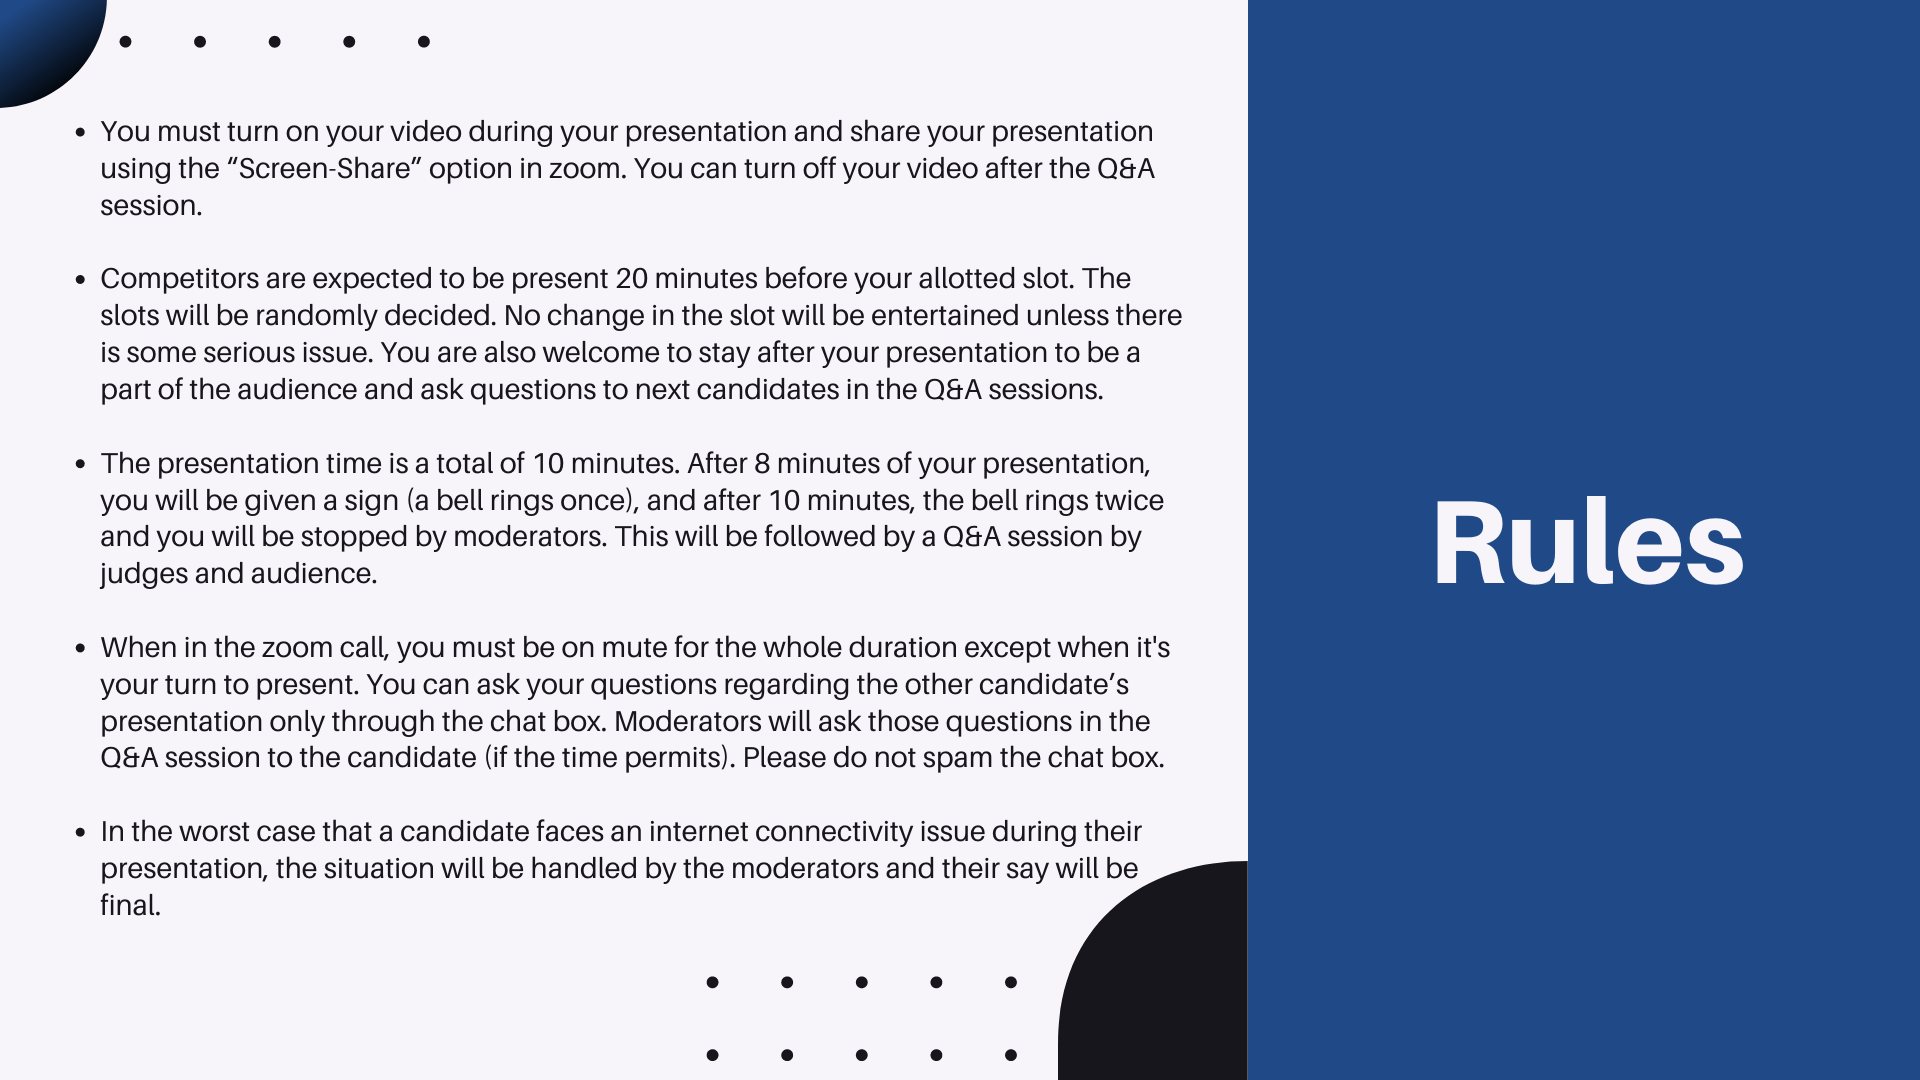 • You must turn on your video during your presentation and share your presentation
using the “Screen-Share” option in zoom. You can turn off your video after the Q&A
session.
• Competitors are expected to be present 20 minutes before your allotted slot. The
slots will be randomly decided. No change in the slot will be entertained unless there
is some serious issue. You are also welcome to stay after your presentation to be a
part of the audience and ask questions to next candidates in the Q&A sessions.
• The presentation time is a total of 10 minutes. After 8 minutes of your presentation,
you will be given a sign (a bell rings once), and after 10 minutes, the bell rings twice
and you will be stopped by moderators. This will be followed by a Q&A session by
judges and audience.
• When in the zoom call, you must be on mute for the whole duration except when it's
your turn to present. You can ask your questions regarding the other candidate’s
presentation only through the chat box. Moderators will ask those questions in the
Q&A session to the candidate (if the time permits). Please do not spam the chat box.
• In the worst case that a candidate faces an internet connectivity issue during their
presentation, the situation will be handled by the moderators and their say will be
final.
Rules